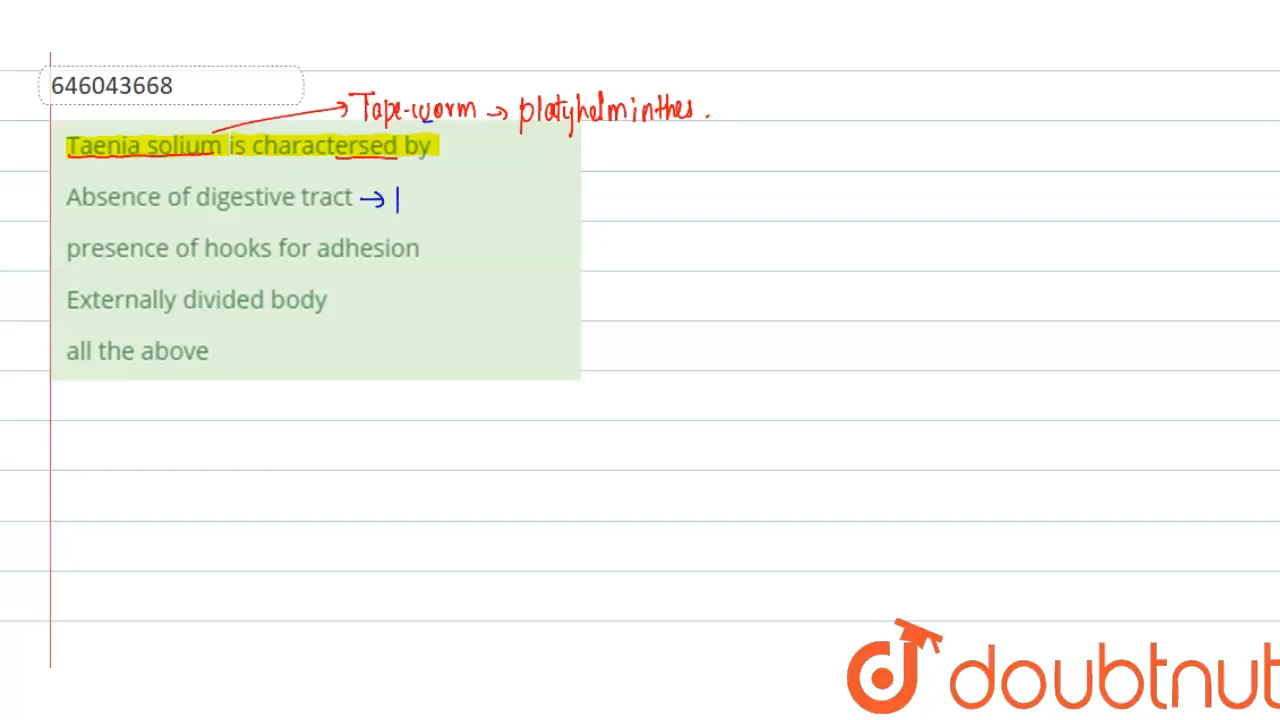 646043668
Tape-worm → platyhelminthes.
Taenia solium is charactersed by
Absence of digestive tract →
presence of hooks for adhesion
Externally divided body
all the above
doubtnut